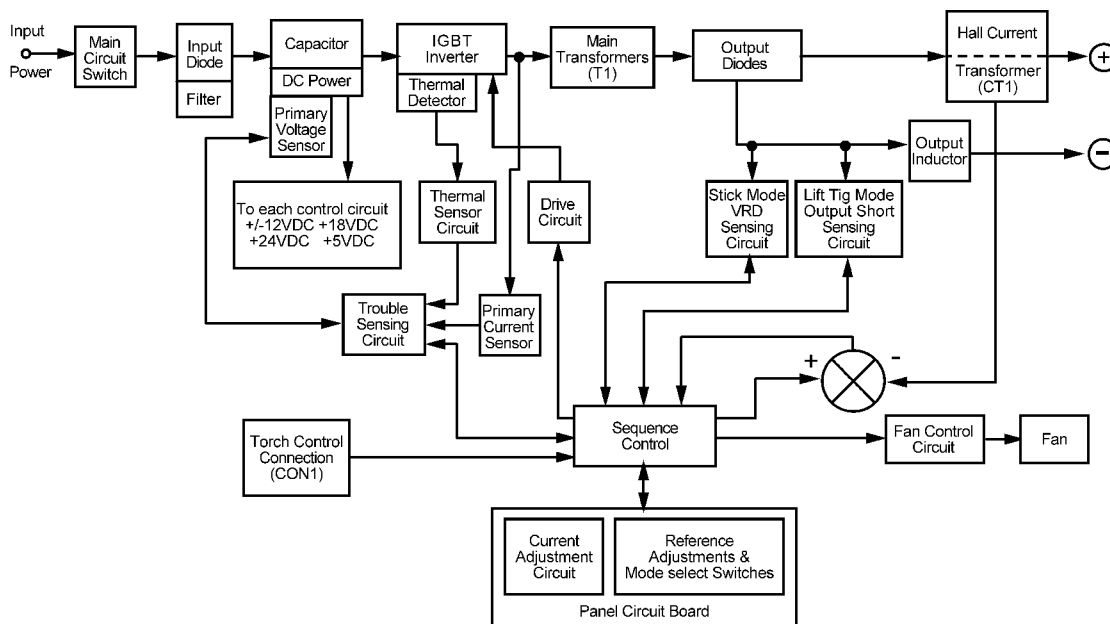 Input
Power
Main
Circuit
Switch
Input
Diode
Filter
Capacitor
DC Power
Primary
Voltage
Sensor
IGBT
Inverter
Thermal
Detector
Main
Transformers
(T1)
Output
Diodes
Hall Current
Transformer
(CT1)
+
Output
Inductor
-
To each control circuit
+/-12VDC +18VDC
+24VDC +5VDC
Thermal
Sensor
Circuit
Drive
Circuit
Stick Mode
VRD
Sensing
Circuit
Lift Tig Mode
Output Short
Sensing
Circuit
Trouble
Sensing
Circuit
Primary
Current
Sensor
+
-
Torch Control
Connection
(CON1)
Sequence
Control
Fan Control
Circuit
Fan
Current
Adjustment
Circuit
Reference
Adjustments &
Mode select Switches
Panel Circuit Board